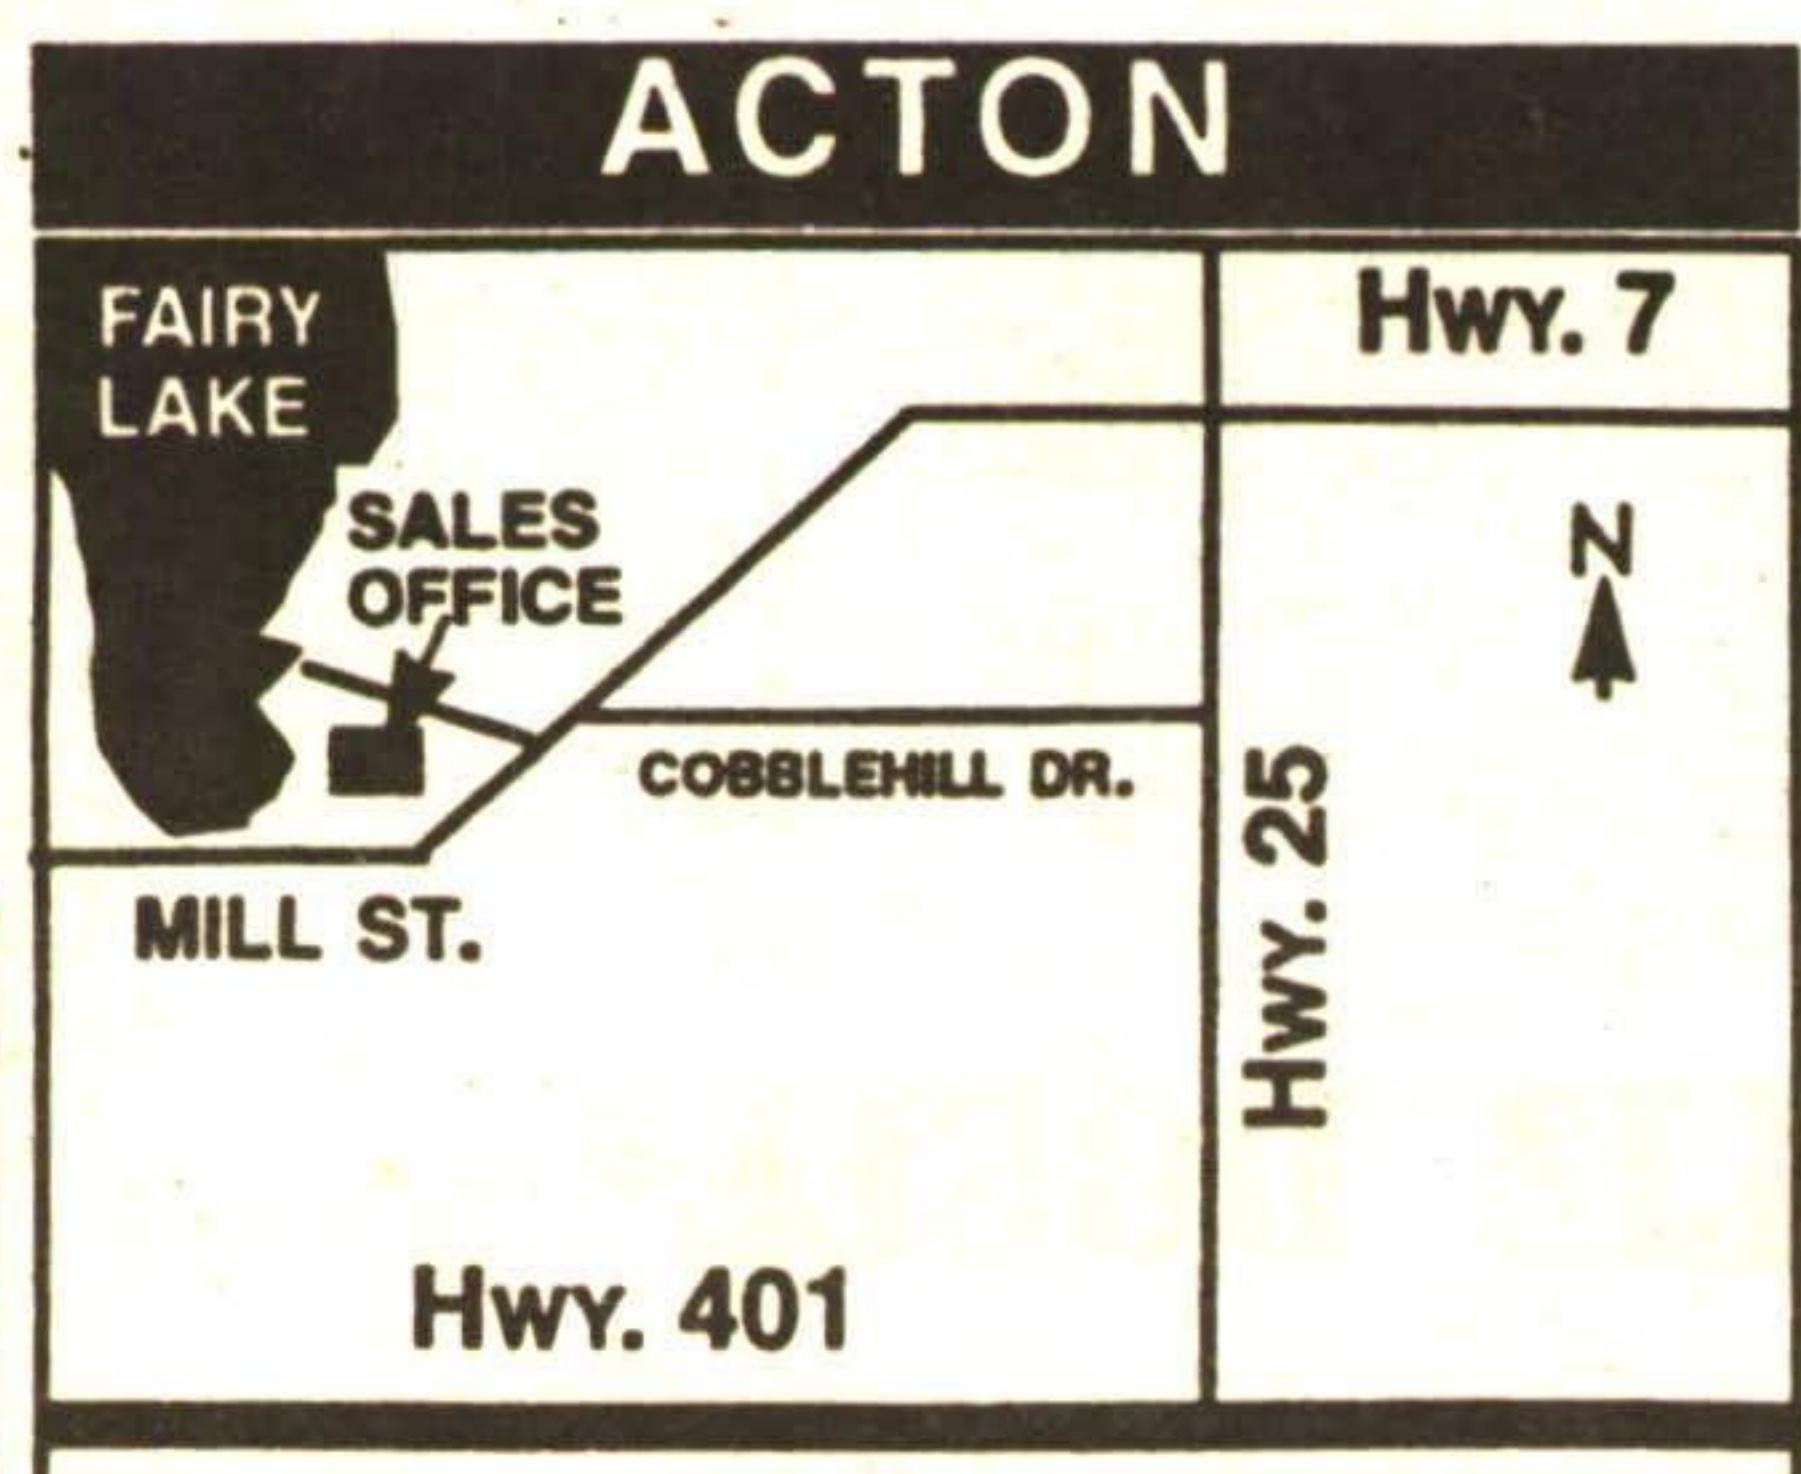 ACTON
FAIRY
LAKE
HWY. 7
SALES
OFFICE
N
COBBLEHILL DR.
HWY. 25
MILL ST.
HWY. 401